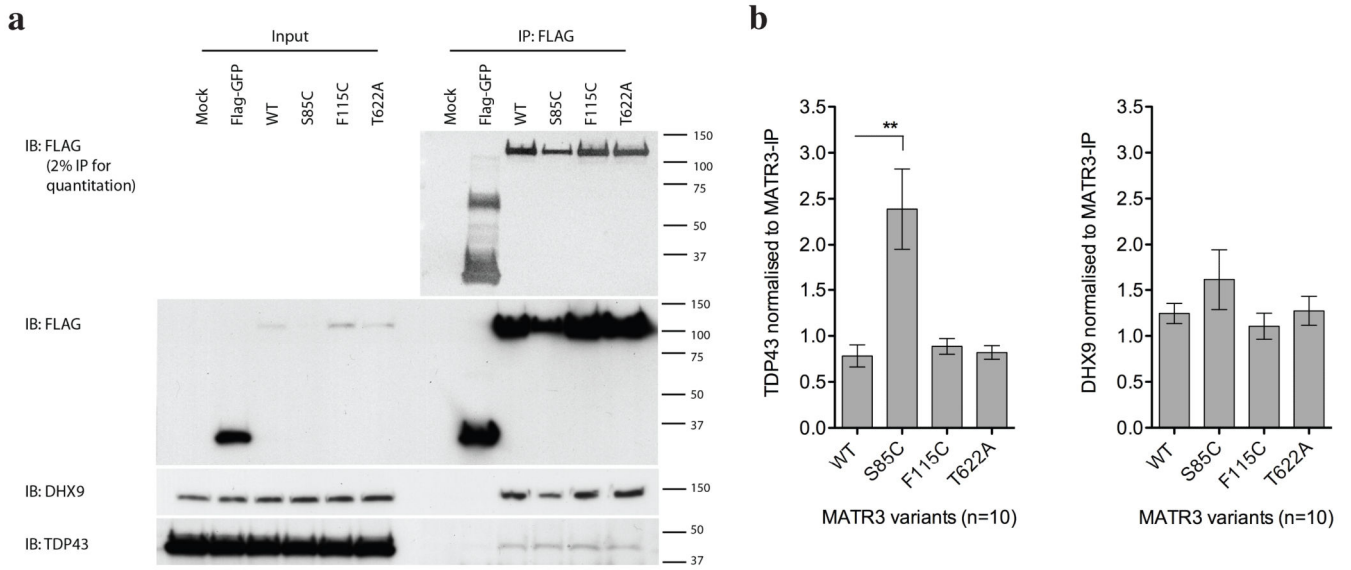 a
Input
IP: FLAG
Mock
Flag-GFP
WT
S85C
F115C
T622A
Mock
Flag-GFP
WT
S85C
F115C
T622A
IB: FLAG
(2% IP for
quantitation)
150
100
75
50
37
IB: FLAG
150
100
75
50
37
IB: DHX9
150
IB: TDP43
50
37
b
TDP43 normalised to MATR3-IP
3.5
3.0
2.5
2.0
1.5
1.0
0.5
0.0
**
WT
S85C
F115C
T622A
MATR3 variants (n=10)
DHX9 normalised to MATR3-IP
3.5
3.0
2.5
2.0
1.5
1.0
0.5
0.0
WT
S85C
F115C
T622A
MATR3 variants (n=10)